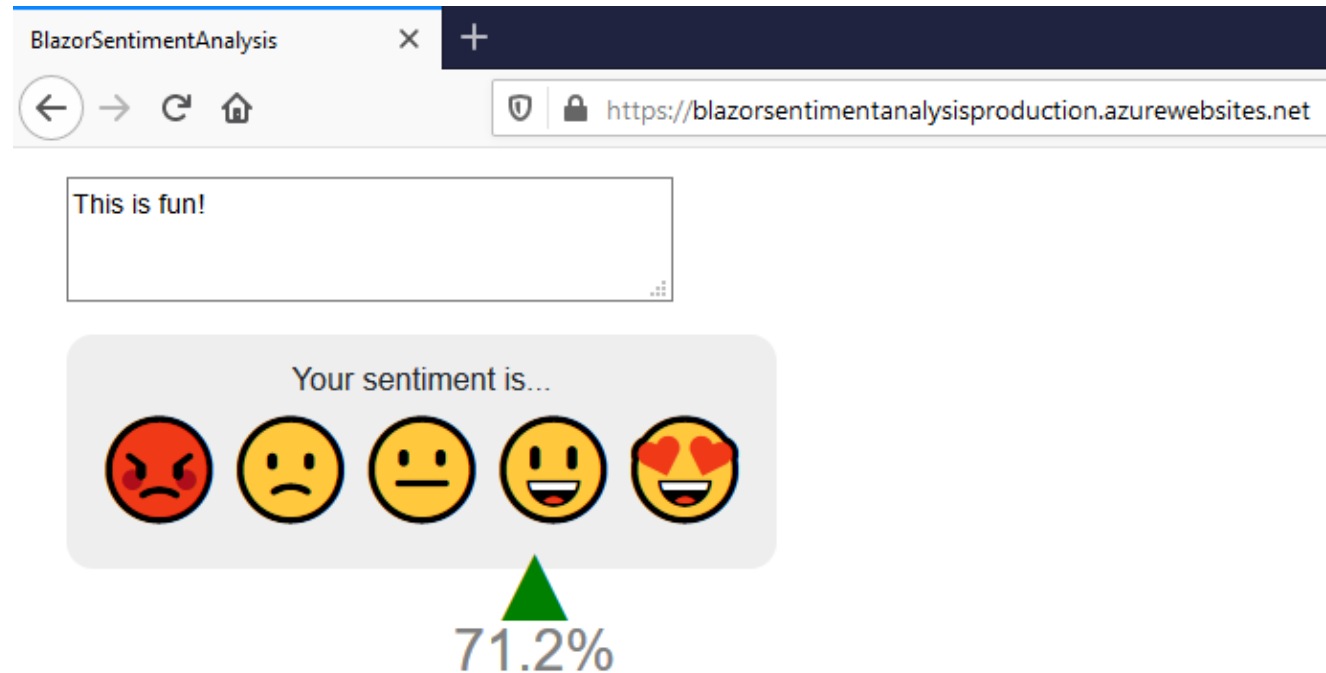 BlazorSentimentAnalysis
https://blazorsentimentanalysisproduction.azurewebsites.net
This is fun!
Your sentiment is...
71.2%